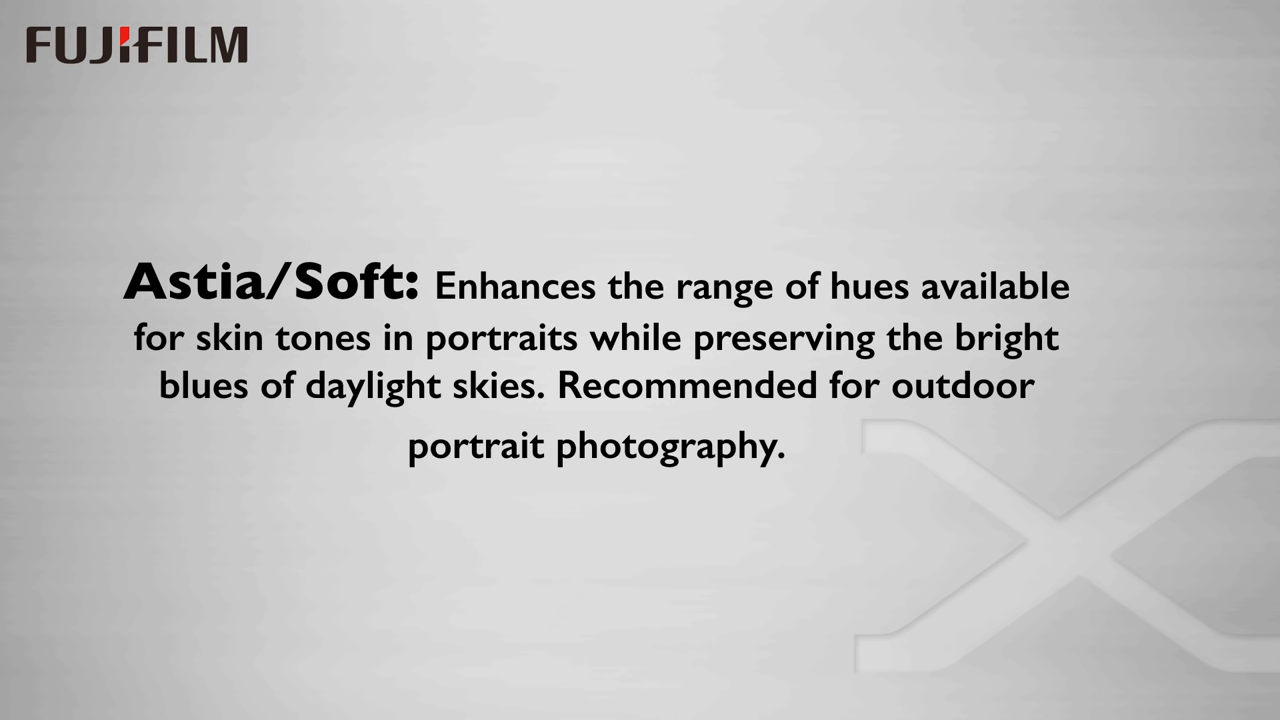 FUJIFILM
Astia/Soft: Enhances the range of hues available
for skin tones in portraits while preserving the bright
blues of daylight skies. Recommended for outdoor
portrait photography.
X